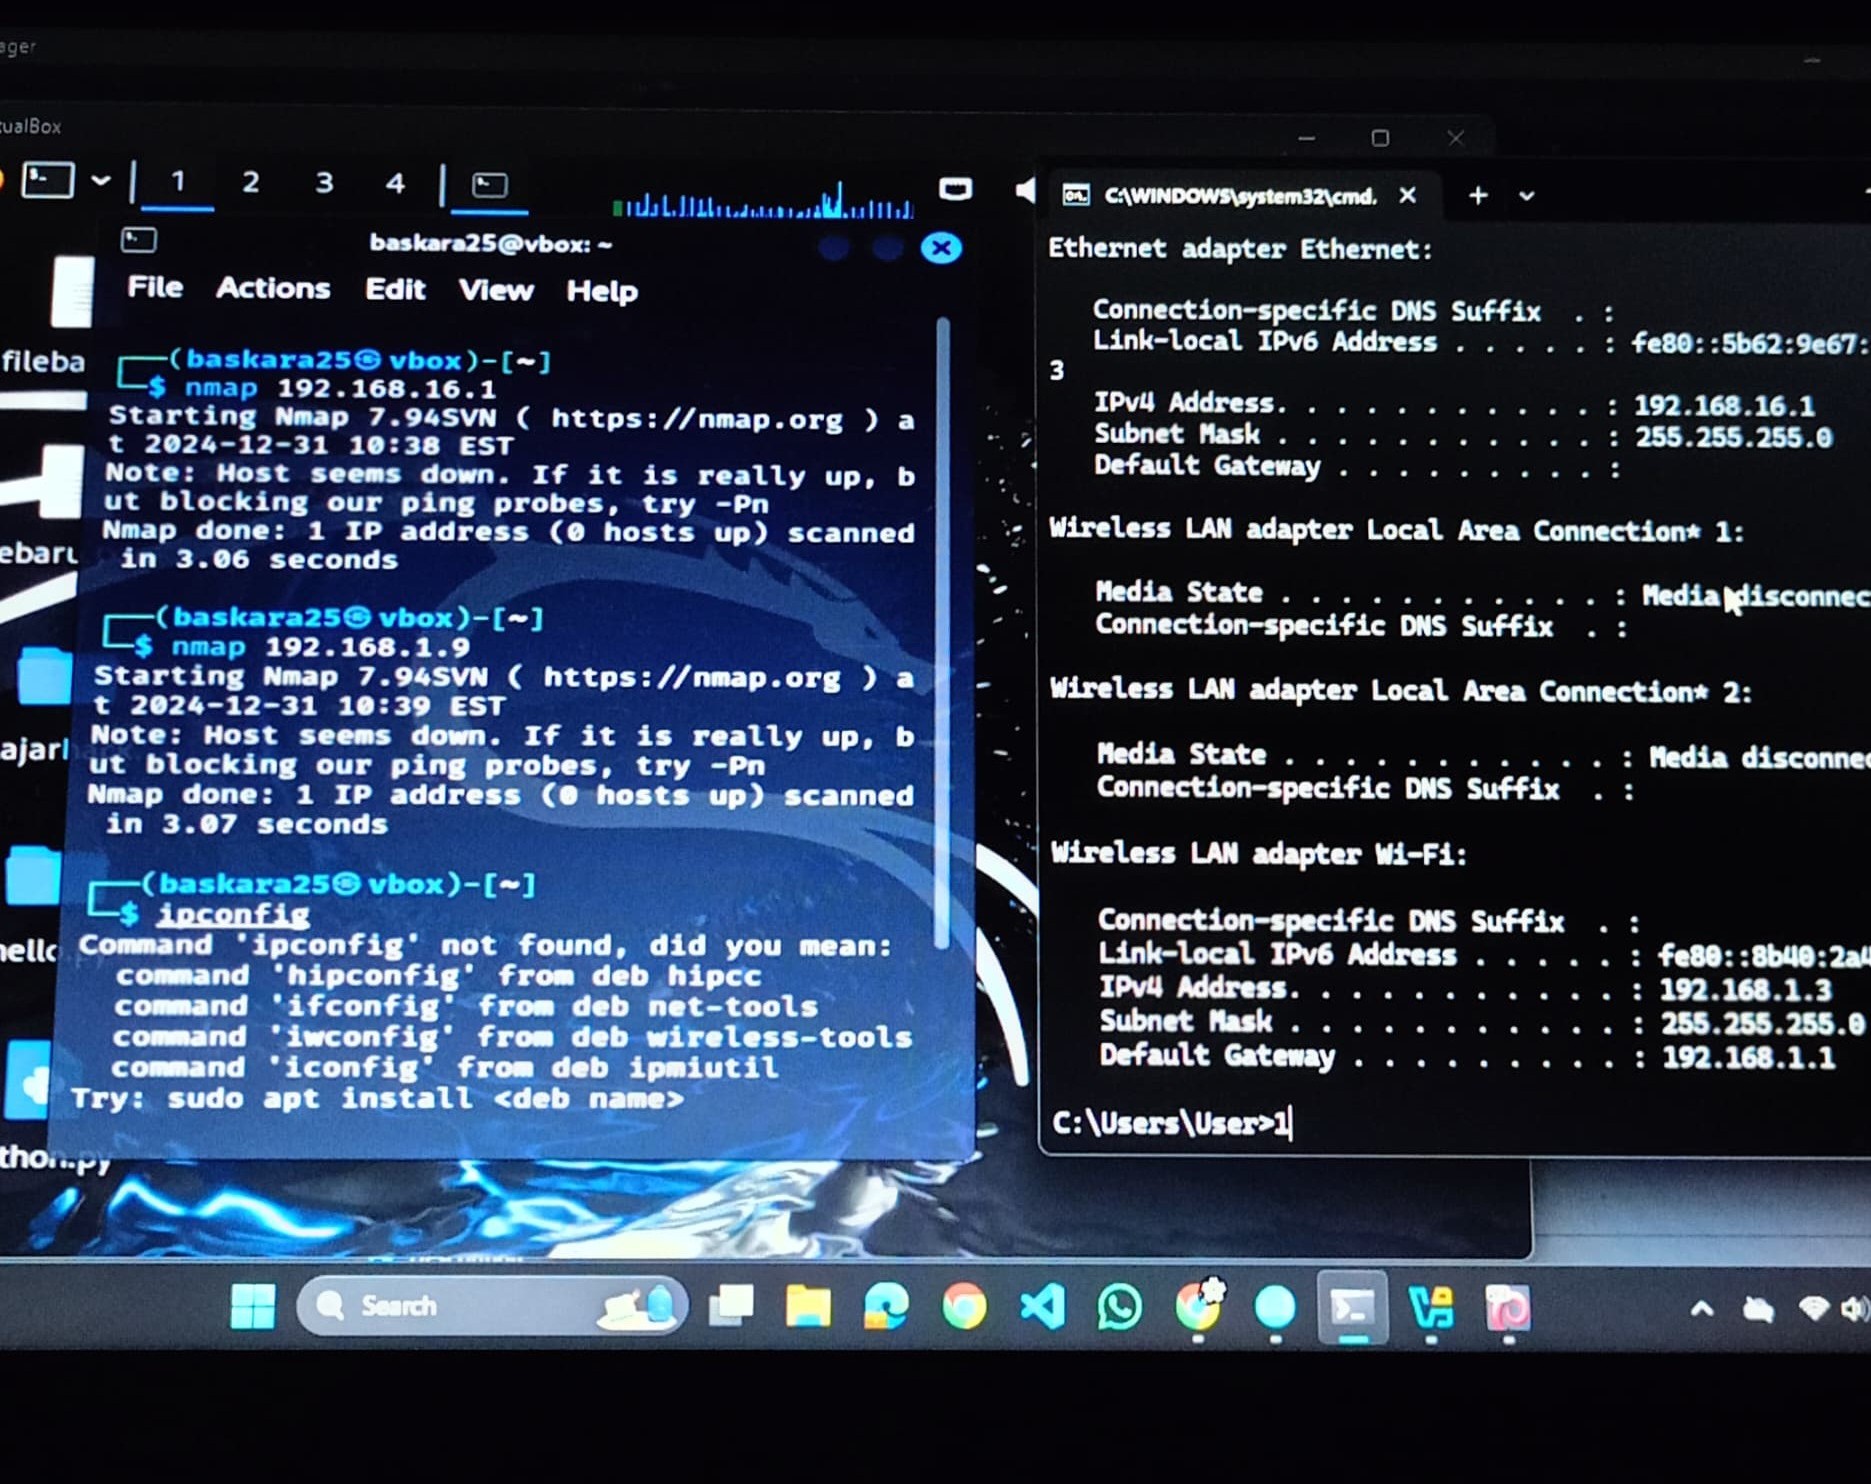 ager
tualBox
1 2 3 4
baskara25@vbox: ~
File Actions Edit View Help
(baskara25㉿vbox)-[~]
$ nmap 192.168.16.1
Starting Nmap 7.94SVN ( https://nmap.org ) a
t 2024-12-31 10:38 EST
Note: Host seems down. If it is really up, b
ut blocking our ping probes, try -Pn
Nmap done: 1 IP address (0 hosts up) scanned
in 3.06 seconds
(baskara25㉿vbox)-[~]
$ nmap 192.168.1.9
Starting Nmap 7.94SVN ( https://nmap.org ) a
t 2024-12-31 10:39 EST
Note: Host seems down. If it is really up, b
ut blocking our ping probes, try -Pn
Nmap done: 1 IP address (0 hosts up) scanned
in 3.07 seconds
(baskara25㉿vbox)-[~]
$ ipconfig
Command 'ipconfig' not found, did you mean:
command 'hipconfig' from deb hipcc
command 'ifconfig' from deb net-tools
command 'iwconfig' from deb wireless-tools
command 'iconfig' from deb ipmiutil
Try: sudo apt install <deb name>
fileba
ebaru
ajarl
hello.py
thon.py
C:\WINDOWS\system32\cmd.
Ethernet adapter Ethernet:
Connection-specific DNS Suffix . :
Link-local IPv6 Address . . . . . : fe80::5b62:9e67:
3
IPv4 Address. . . . . . . . . . . : 192.168.16.1
Subnet Mask . . . . . . . . . . . : 255.255.255.0
Default Gateway . . . . . . . . . :
Wireless LAN adapter Local Area Connection* 1:
Media State . . . . . . . . . . . : Media disconnec
Connection-specific DNS Suffix . :
Wireless LAN adapter Local Area Connection* 2:
Media State . . . . . . . . . . . : Media disconnec
Connection-specific DNS Suffix . :
Wireless LAN adapter Wi-Fi:
Connection-specific DNS Suffix . :
Link-local IPv6 Address . . . . . : fe80::8b40:2a4
IPv4 Address. . . . . . . . . . . : 192.168.1.3
Subnet Mask . . . . . . . . . . . : 255.255.255.0
Default Gateway . . . . . . . . . : 192.168.1.1
C:\Users\User>1
Search